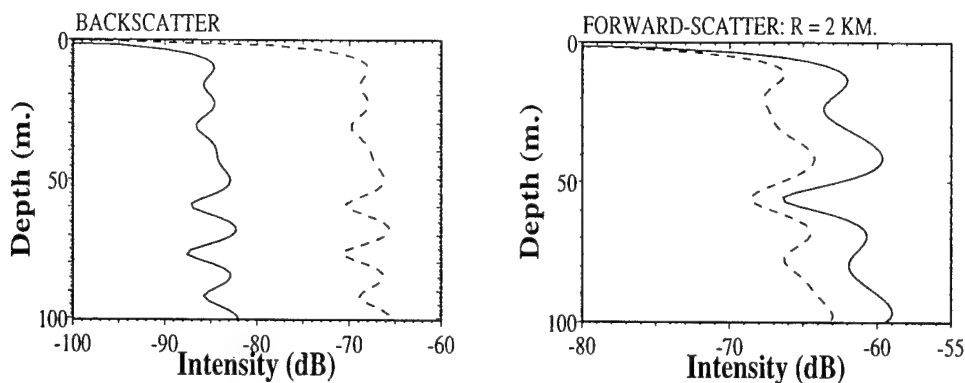 BACKSCATTER
Depth (m.)
0
50
100
-100
-90
-80
-70
-60
Intensity (dB)
FORWARD-SCATTER: R = 2 KM.
Depth (m.)
0
50
100
-80
-70
-60
-55
Intensity (dB)